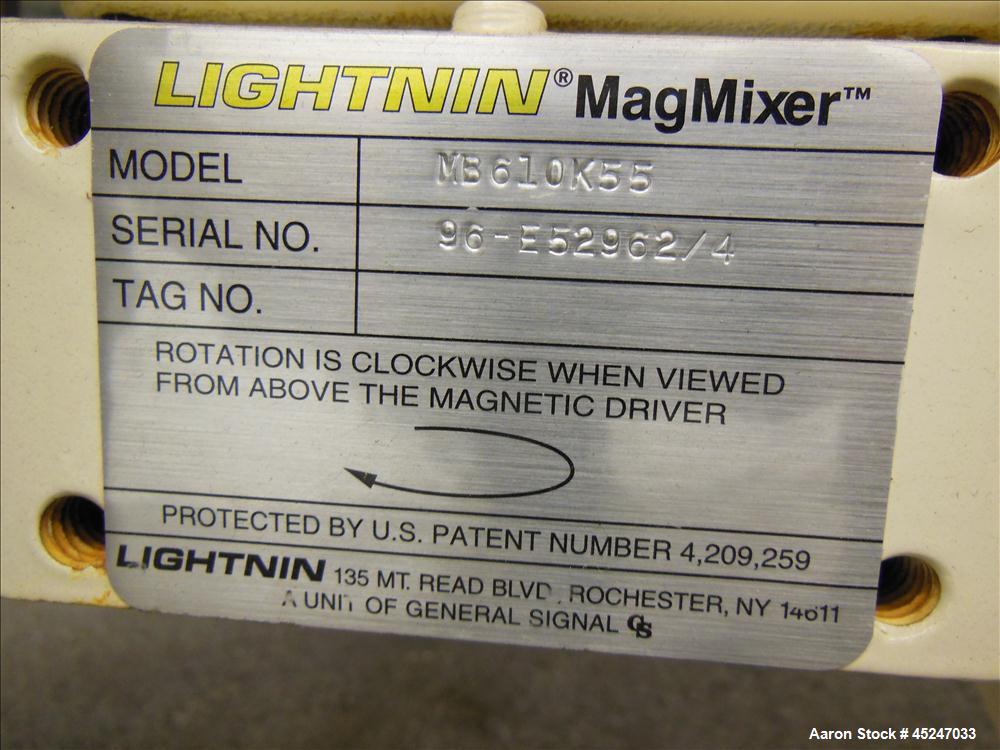 LIGHTNIN® MagMixer™
MODEL MB610K55
SERIAL NO. 96-E52962/4
TAG NO.
ROTATION IS CLOCKWISE WHEN VIEWED
FROM ABOVE THE MAGNETIC DRIVER
PROTECTED BY U.S. PATENT NUMBER 4,209,259
LIGHTNIN 135 MT. READ BLVD. ROCHESTER, NY 14611
A UNIT OF GENERAL SIGNAL GS
Aaron Stock # 45247033